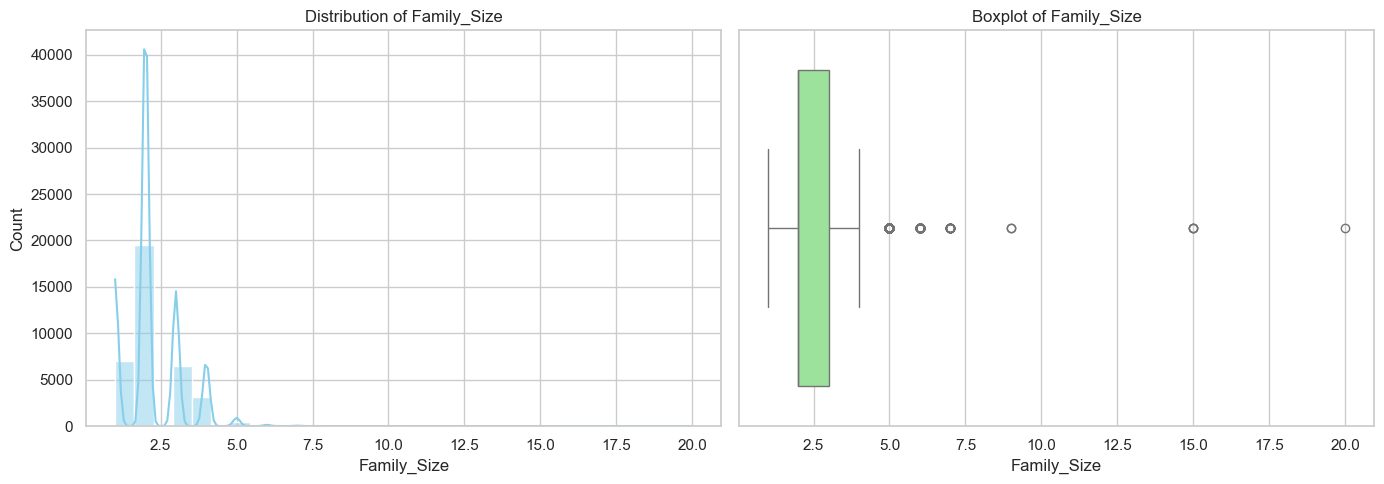 Distribution of Family_Size
40000
35000
30000
25000
20000
15000
10000
5000
0
Count
2.5 5.0 7.5 10.0 12.5 15.0 17.5 20.0
Family_Size
Boxplot of Family_Size
2.5 5.0 7.5 10.0 12.5 15.0 17.5 20.0
Family_Size